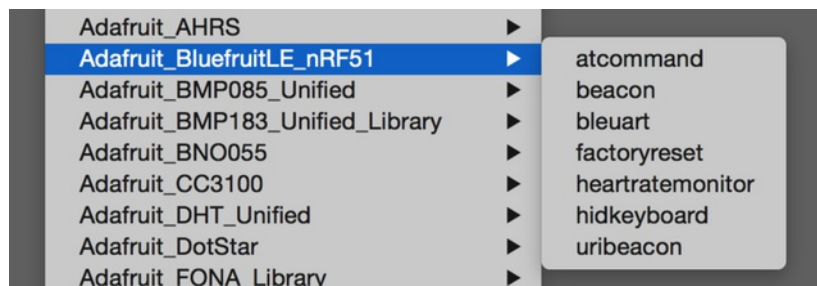 Adafruit_AHRS
Adafruit_BluefruitLE_nRF51
Adafruit_BMP085_Unified
Adafruit_BMP183_Unified_Library
Adafruit_BNO055
Adafruit_CC3100
Adafruit_DHT_Unified
Adafruit_DotStar
Adafruit_FONA_Library
atcommand
beacon
bleuart
factoryreset
heartratemonitor
hidkeyboard
uribeacon